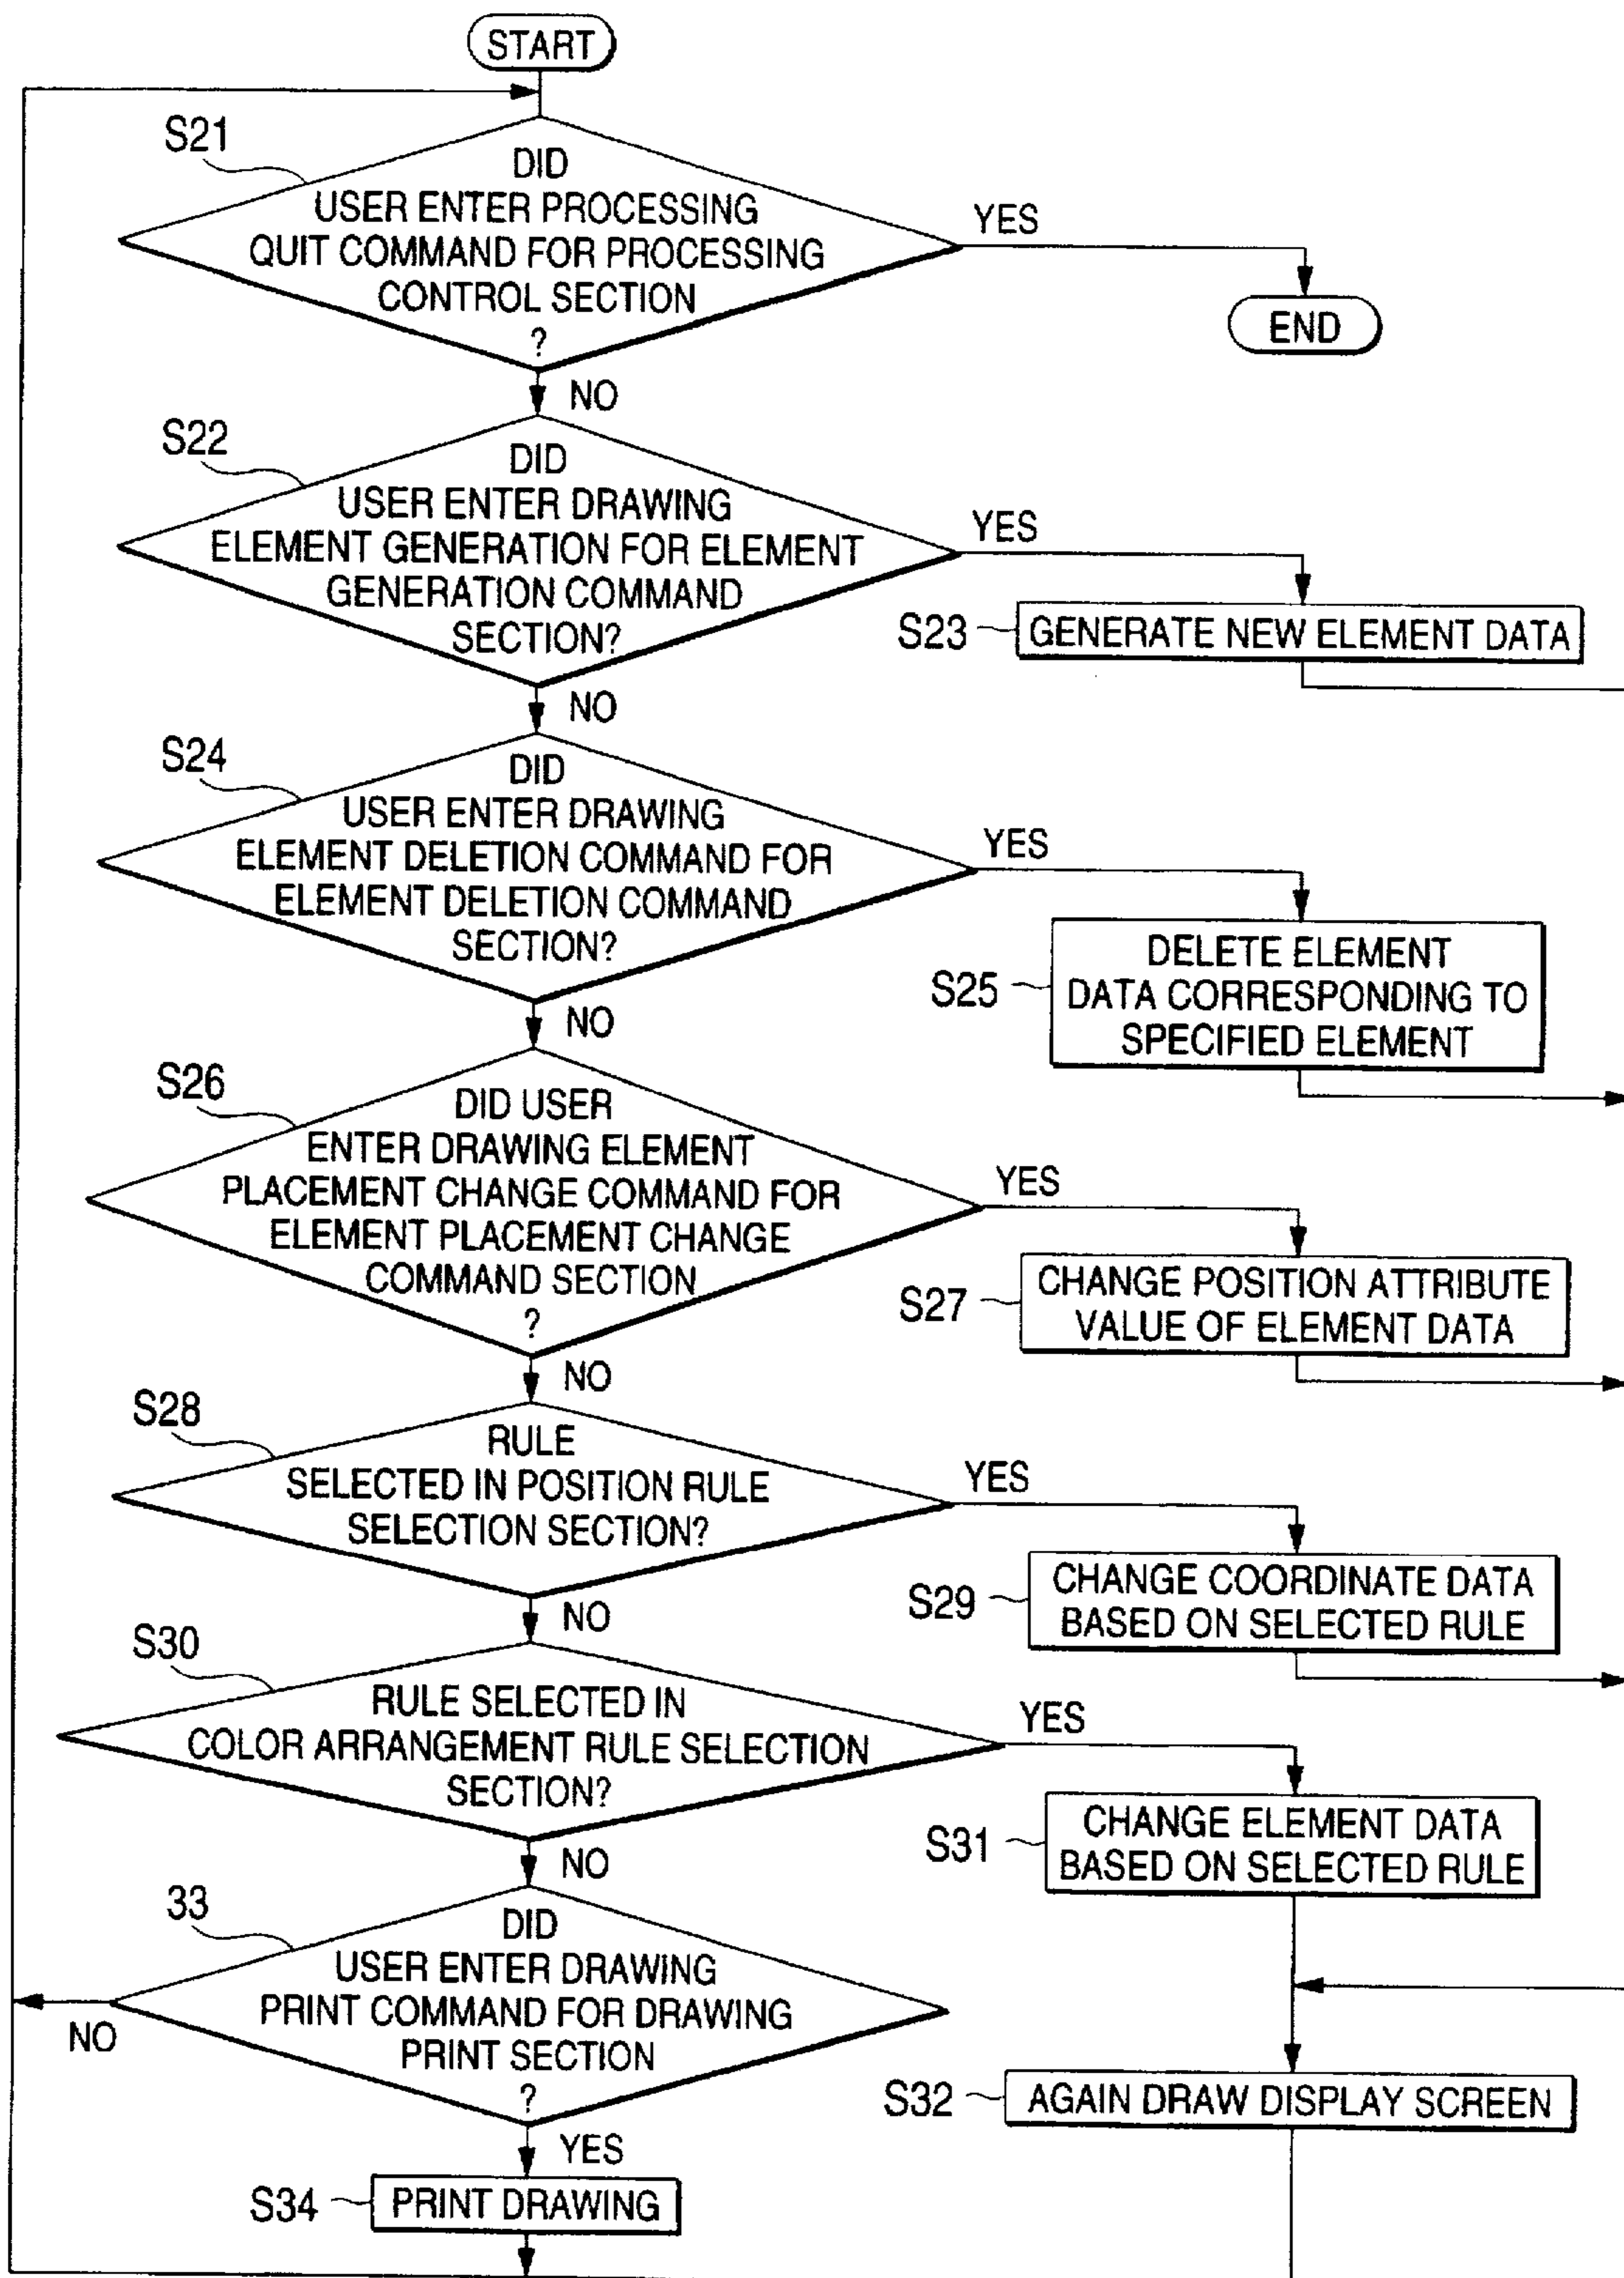 START
S21
DID
USER ENTER PROCESSING
QUIT COMMAND FOR PROCESSING
CONTROL SECTION
?
YES
END
NO
S22
DID
USER ENTER DRAWING
ELEMENT GENERATION FOR ELEMENT
GENERATION COMMAND
SECTION?
YES
S23
GENERATE NEW ELEMENT DATA
NO
S24
DID
USER ENTER DRAWING
ELEMENT DELETION COMMAND FOR
ELEMENT DELETION COMMAND
SECTION?
YES
S25
DELETE ELEMENT
DATA CORRESPONDING TO
SPECIFIED ELEMENT
NO
S26
DID USER
ENTER DRAWING ELEMENT
PLACEMENT CHANGE COMMAND FOR
ELEMENT PLACEMENT CHANGE
COMMAND SECTION
?
YES
S27
CHANGE POSITION ATTRIBUTE
VALUE OF ELEMENT DATA
NO
S28
RULE
SELECTED IN POSITION RULE
SELECTION SECTION?
YES
S29
CHANGE COORDINATE DATA
BASED ON SELECTED RULE
NO
S30
RULE SELECTED IN
COLOR ARRANGEMENT RULE SELECTION
SECTION?
YES
S31
CHANGE ELEMENT DATA
BASED ON SELECTED RULE
NO
33
DID
USER ENTER DRAWING
PRINT COMMAND FOR DRAWING
PRINT SECTION
?
NO
S32
AGAIN DRAW DISPLAY SCREEN
YES
S34
PRINT DRAWING